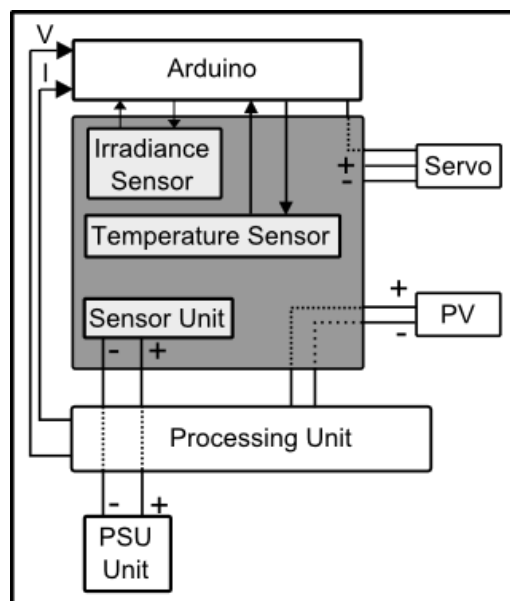 V
I
Arduino
Irradiance
Sensor
+
-
Servo
Temperature Sensor
+
-
PV
Sensor Unit
- +
Processing Unit
- +
PSU
Unit